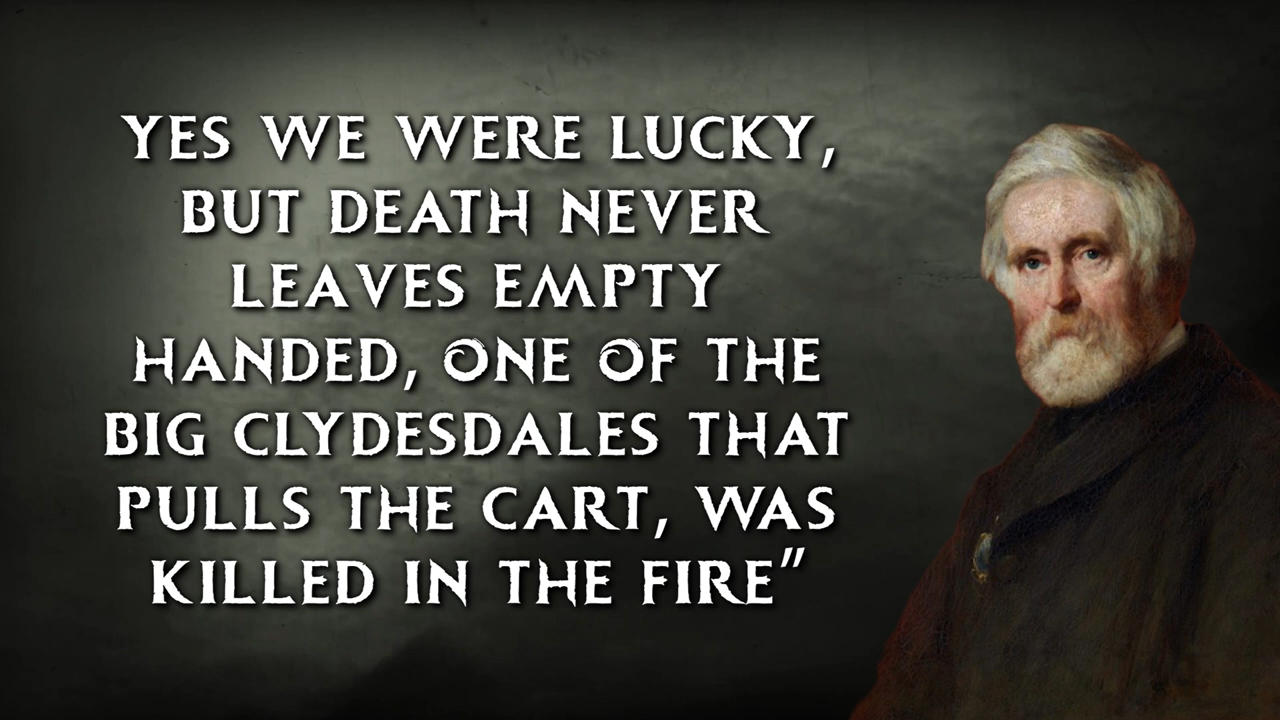 YES WE WERE LUCKY,
BUT DEATH NEVER
LEAVES EMPTY
HANDED, ONE OF THE
BIG CLYDESDALES THAT
PULLS THE CART, WAS
KILLED IN THE FIRE”